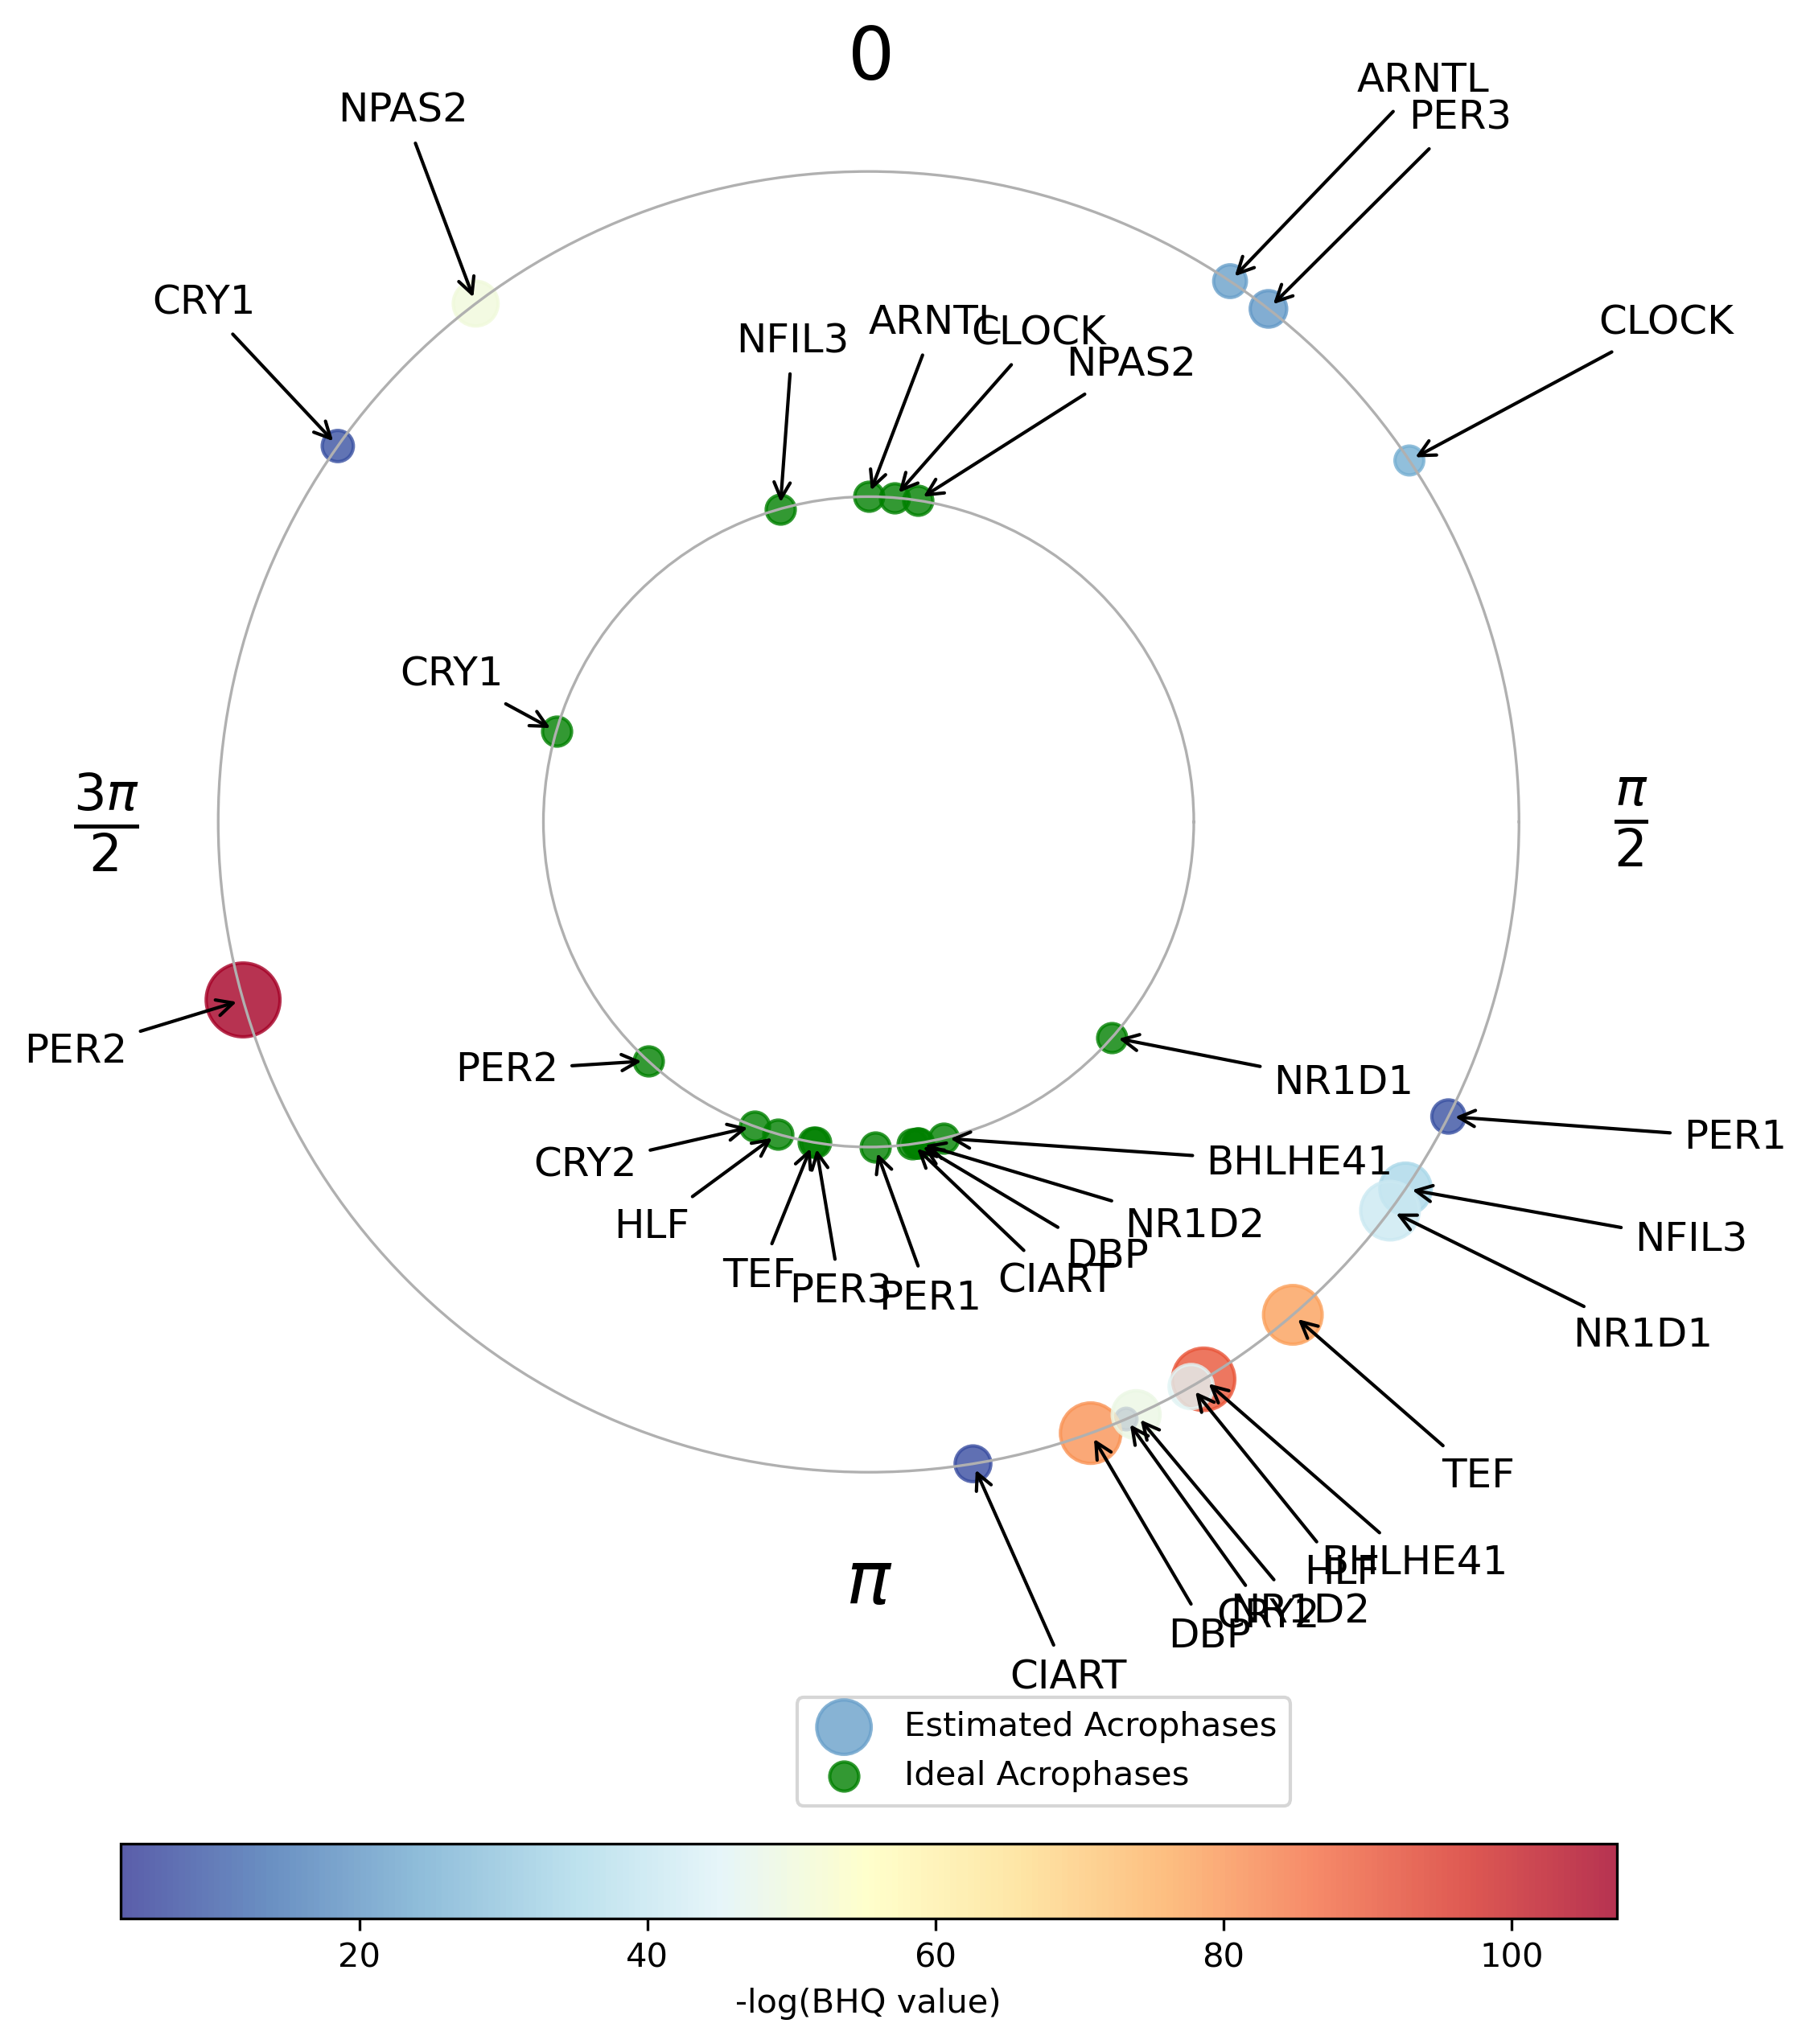 0
ARNTL
PER3
NPAS2
CRY1
CLOCK
NFIL3
ARNTL
CLOCK
NPAS2
CRY1
3π
2
π
2
PER2
PER2
NR1D1
PER1
CRY2
BHLHE41
HLF
NR1D2
NFIL3
TEF
PER3
PER1
CIART
DBP
NR1D1
TEF
BHLHE41
HLF
π
NR1D2
CRY2
DBP
CIART
Estimated Acrophases
Ideal Acrophases
20
40
60
80
100
-log(BHQ value)